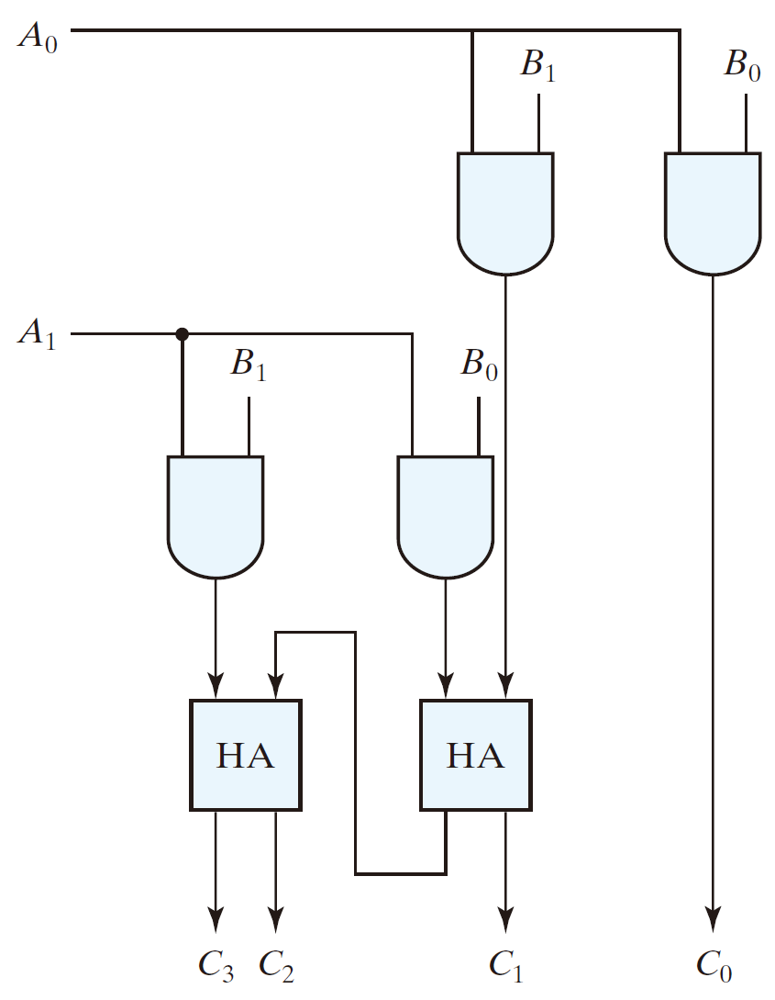 A₀
B₁ B₀
A₁
B₁ B₀
HA HA
C₃ C₂ C₁ C₀